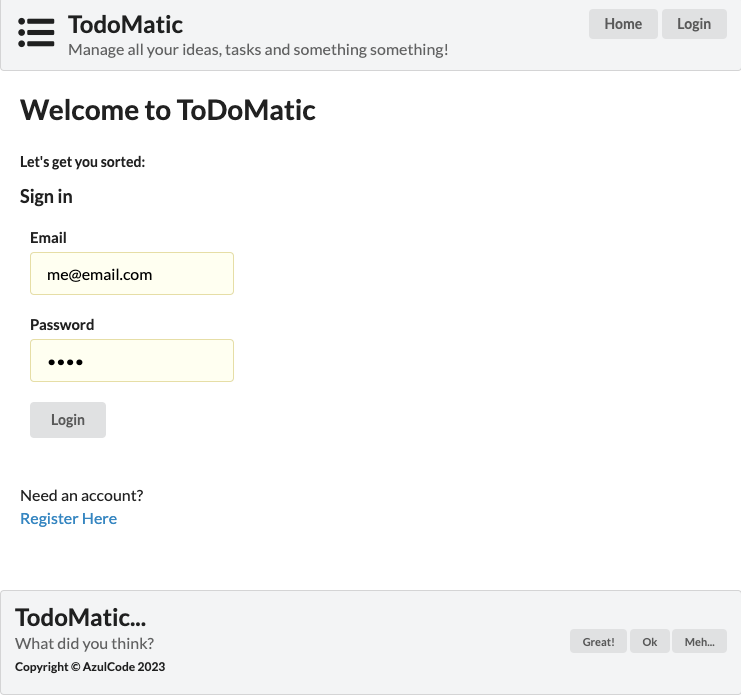 TodoMatic
Manage all your ideas, tasks and something something!
Home
Login
Welcome to ToDoMatic
Let's get you sorted:
Sign in
Email
me@email.com
Password
••••
Login
Need an account?
Register Here
TodoMatic...
What did you think?
Copyright © AzulCode 2023
Great!
Ok
Meh...